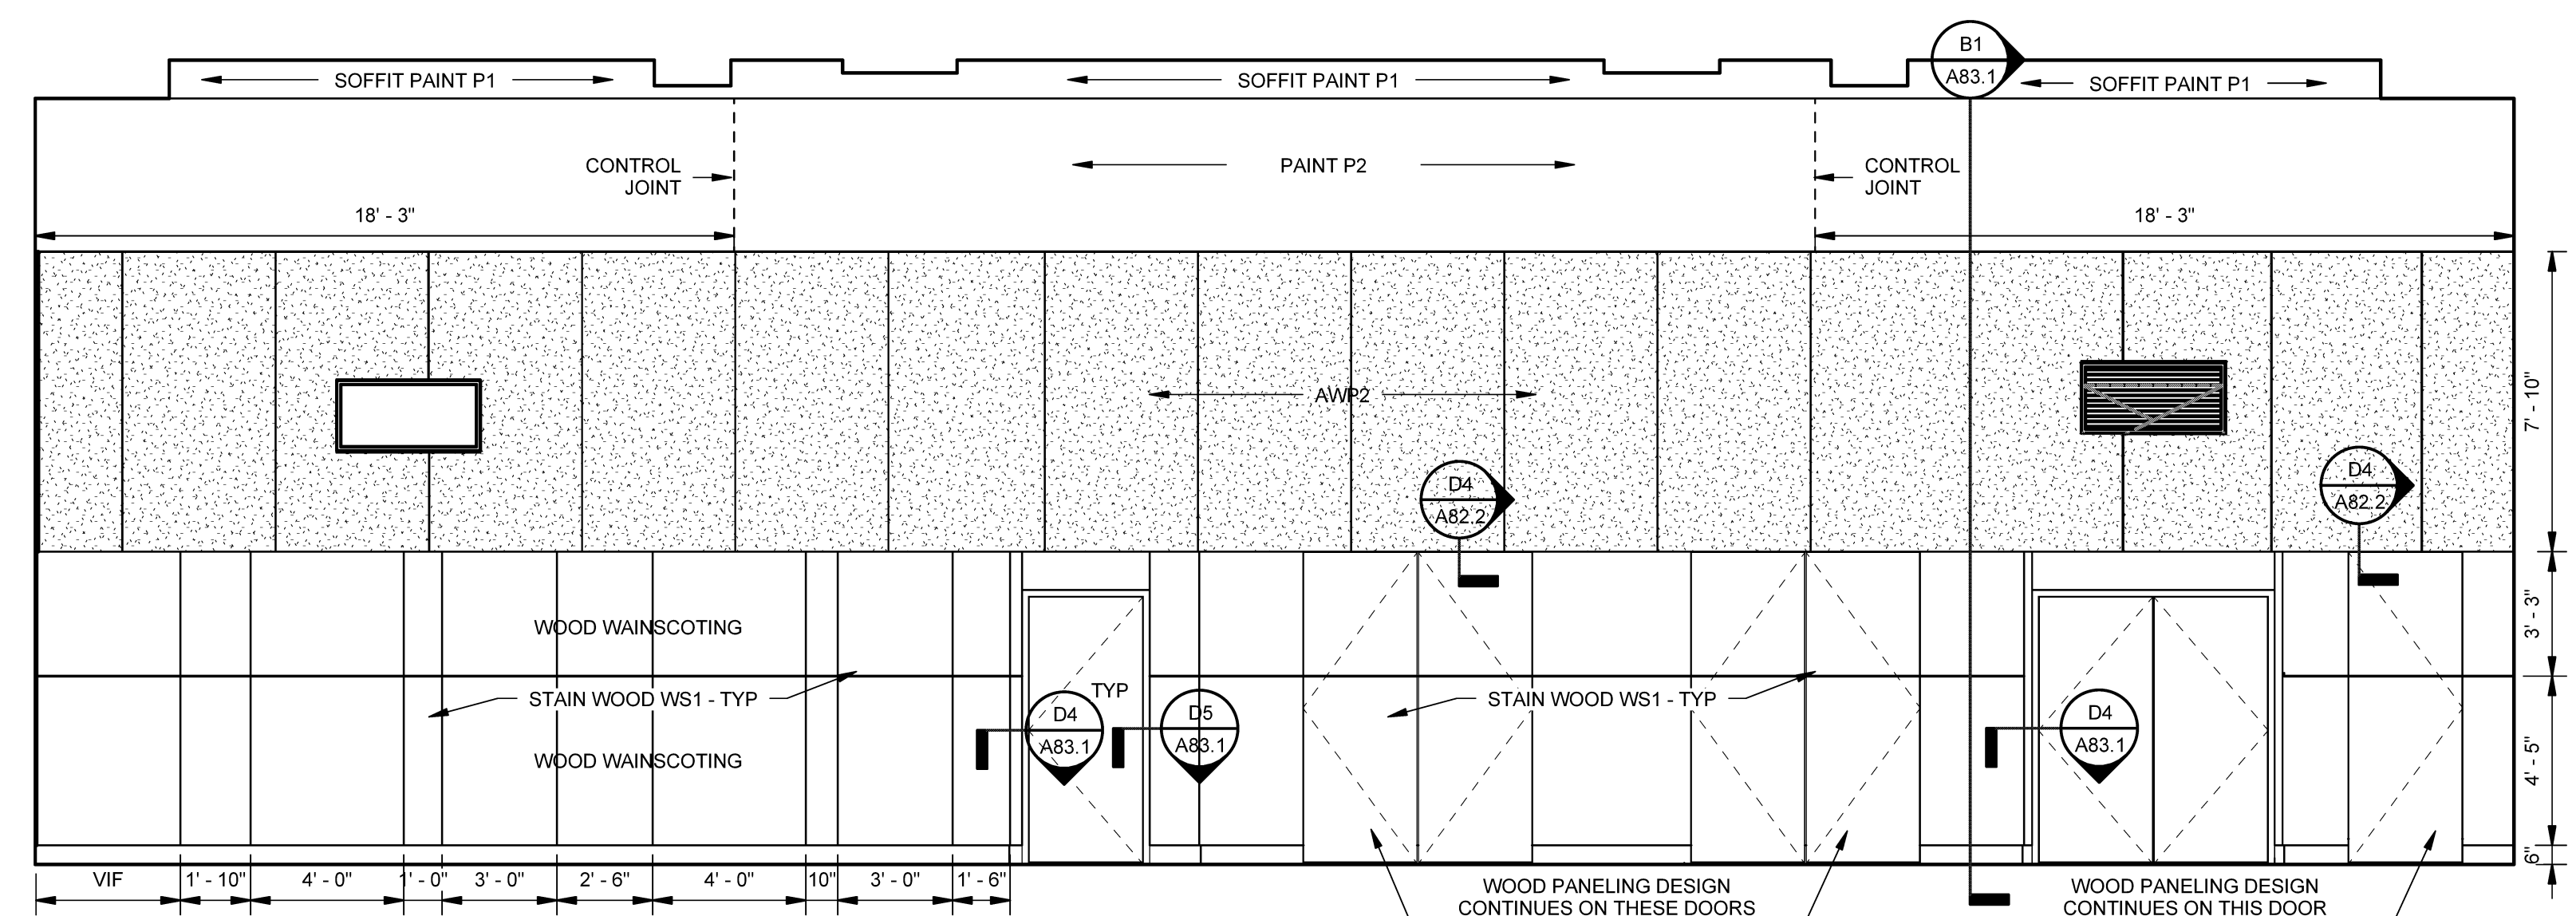 B1
A83.1
SOFFIT PAINT P1
SOFFIT PAINT P1
SOFFIT PAINT P1
CONTROL
JOINT
PAINT P2
CONTROL
JOINT
18' - 3"
18' - 3"
AWP2
7' - 10"
D4
A82.2
D4
A82.2
WOOD WAINSCOTING
3' - 3"
STAIN WOOD WS1 - TYP
TYP
STAIN WOOD WS1 - TYP
D4
A83.1
D5
A83.1
D4
A83.1
WOOD WAINSCOTING
4' - 5"
6"
VIF
1' - 10"
4' - 0"
1' - 0"
3' - 0"
2' - 6"
4' - 0"
10"
3' - 0"
1' - 6"
WOOD PANELING DESIGN
CONTINUES ON THESE DOORS
WOOD PANELING DESIGN
CONTINUES ON THIS DOOR